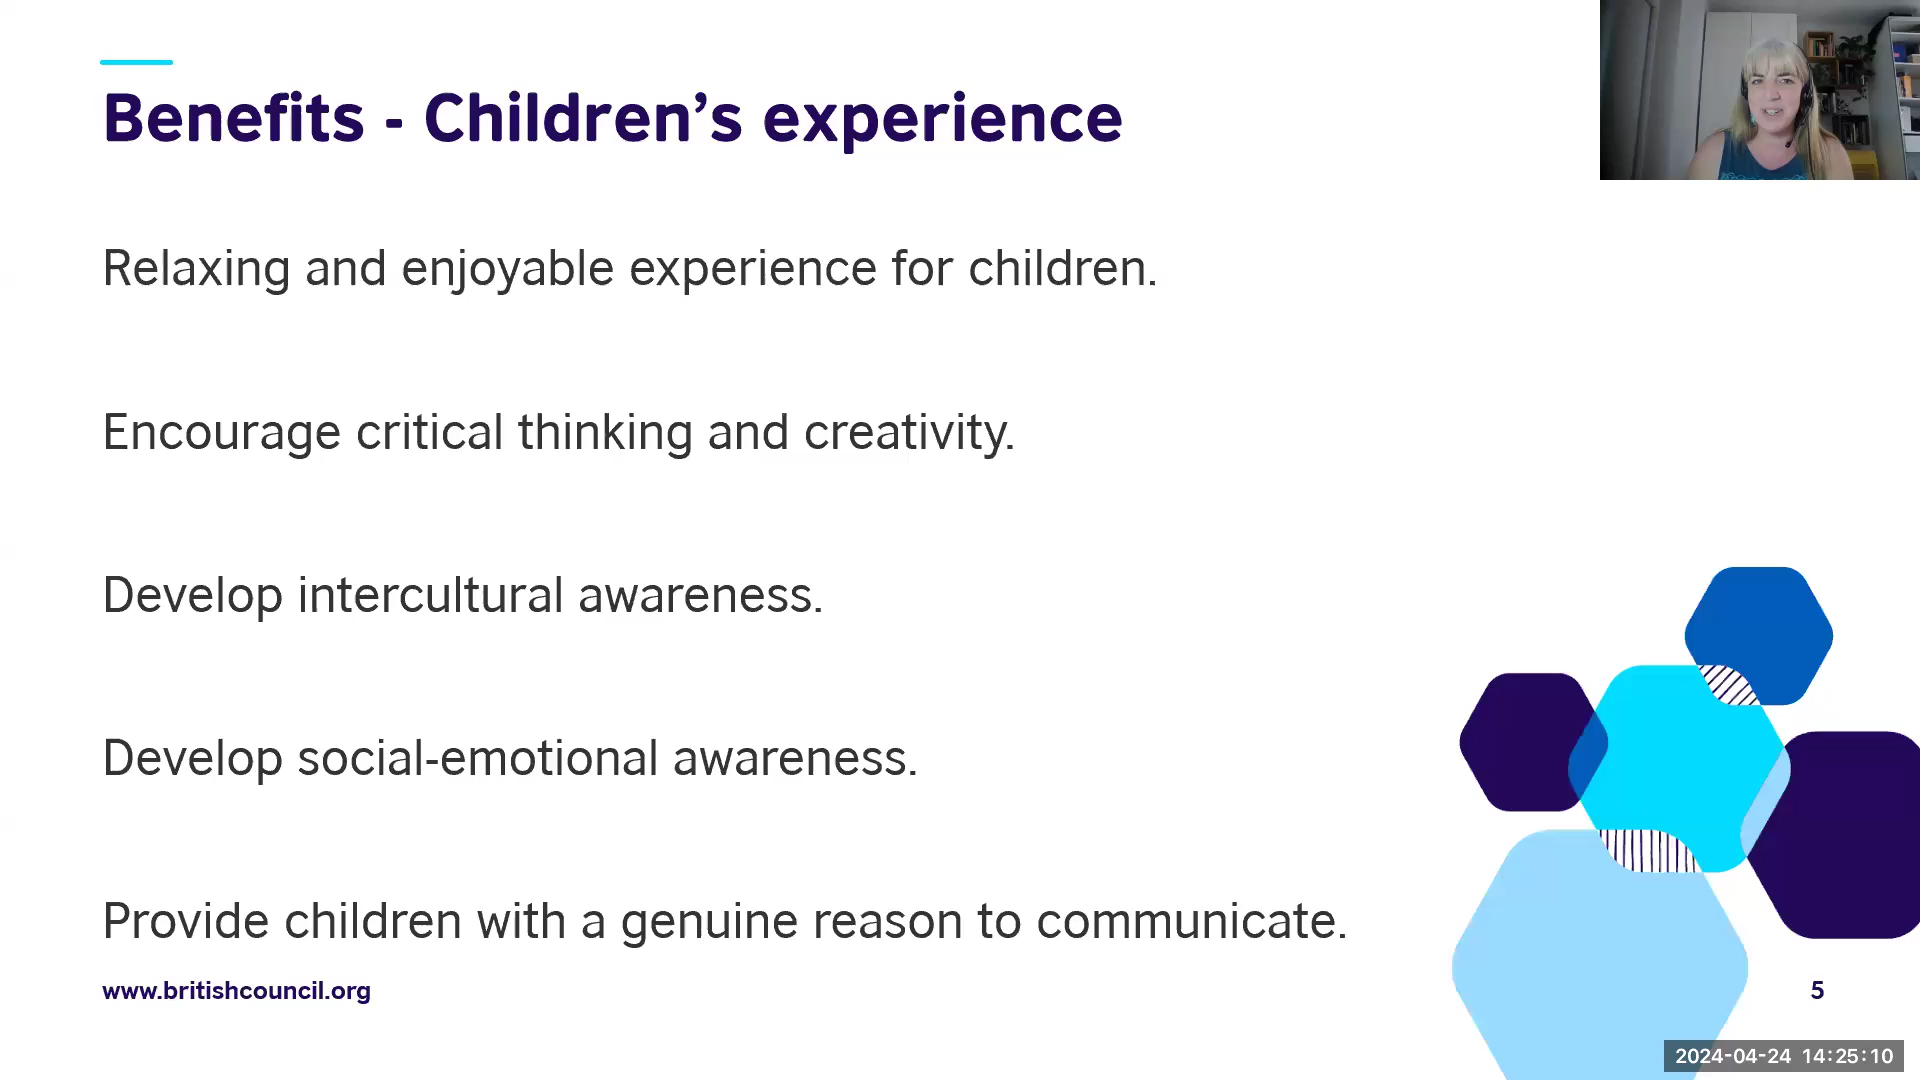 Benefits - Children’s experience
Relaxing and enjoyable experience for children.
Encourage critical thinking and creativity.
Develop intercultural awareness.
Develop social-emotional awareness.
Provide children with a genuine reason to communicate.
www.britishcouncil.org
5
2024-04-24 14:25:10